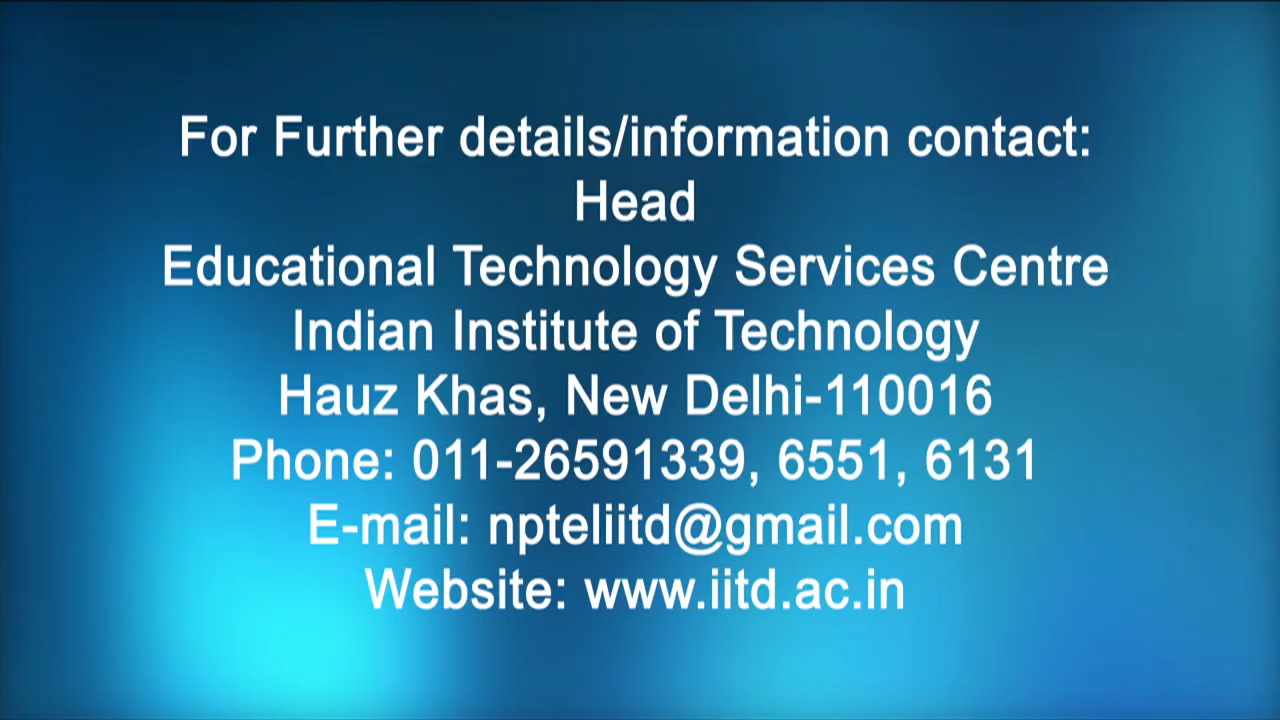 For Further details/information contact:
Head
Educational Technology Services Centre
Indian Institute of Technology
Hauz Khas, New Delhi-110016
Phone: 011-26591339, 6551, 6131
E-mail: npteliitd@gmail.com
Website: www.iitd.ac.in